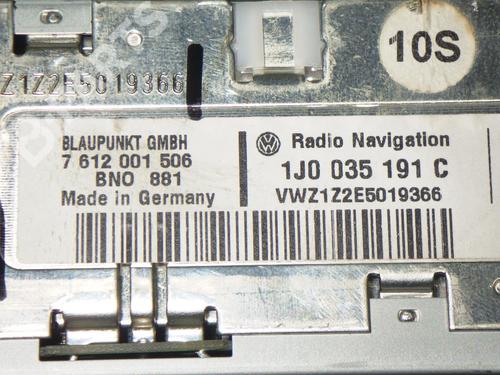 10S
Z1Z2E5019366
BLAUPUNKT GMBH
7 612 001 506
BNO 881
Made in Germany
Radio Navigation
1J0 035 191 C
VWZ1Z2E5019366